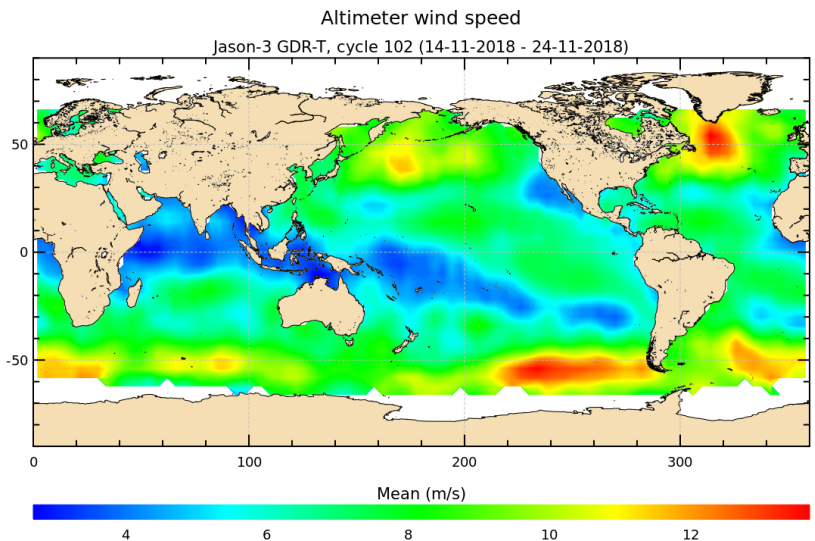 Altimeter wind speed
Jason-3 GDR-T, cycle 102 (14-11-2018 - 24-11-2018)
50
0
-50
0 100 200 300
Mean (m/s)
4 6 8 10 12